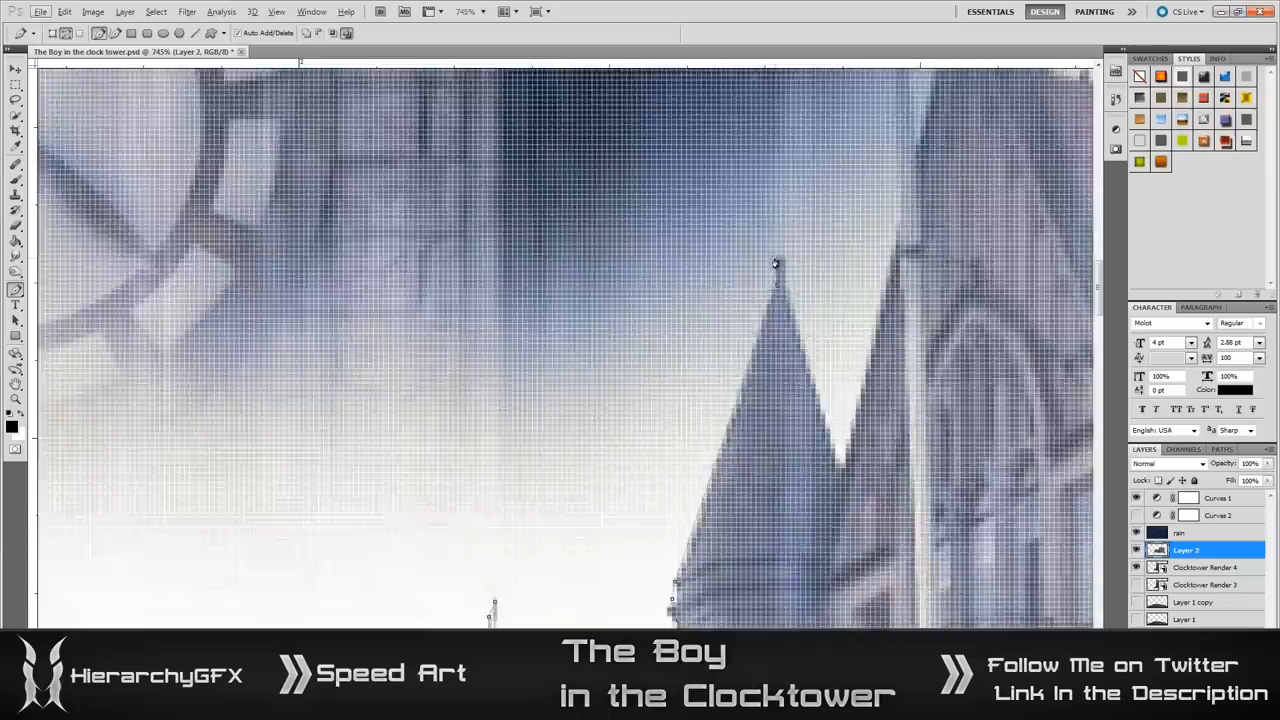 Ps File Edit Image Layer Select Filter Analysis 3D View Window Help Br Mb 745% ESSENTIALS DESIGN PAINTING CS Live
Auto Add/Delete
The Boy in the clock tower.psd @ 745% (Layer 2, RGB/8) *
2
SWATCHES STYLES INFO
CHARACTER PARAGRAPH
Molot Regular
4 pt 2.88 pt
100
100% 100%
0 pt Color:
English: USA Sharp
LAYERS CHANNELS PATHS
Normal Opacity: 100%
Lock: Fill: 100%
Curves 1
Curves 2
rain
Layer 2
Clocktower Render 4
Clocktower Render 3
Layer 1 copy
Layer 1
HierarchyGFX
Speed Art
The Boy
in the Clocktower
Follow Me on Twitter
Link In the Description